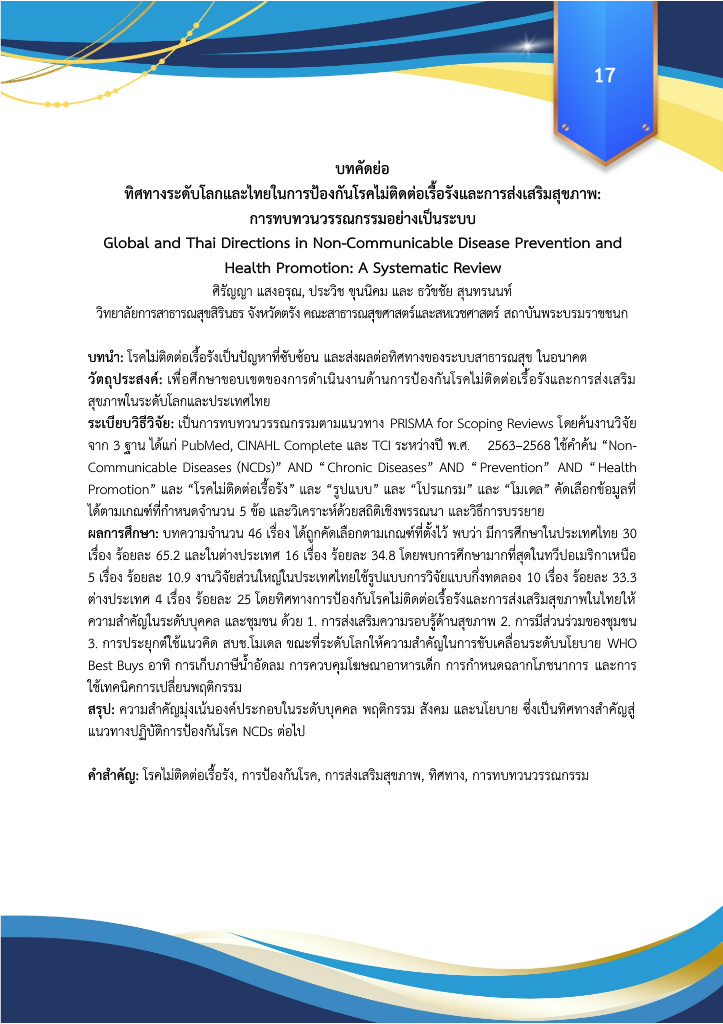 17
บทคัดย่อ
ทิศทางระดับโลกและไทยในการป้องกันโรคไม่ติดต่อเรื้อรังและการส่งเสริมสุขภาพ:
การทบทวนวรรณกรรมอย่างเป็นระบบ
Global and Thai Directions in Non-Communicable Disease Prevention and
Health Promotion: A Systematic Review
ศิรัญญา แสงอรุณ, ประวิช ขุนนิคม และ ธวัชชัย สุนทรนนท์
วิทยาลัยการสาธารณสุขสิรินธร จังหวัดตรัง คณะสาธารณสุขศาสตร์และสหเวชศาสตร์ สถาบันพระบรมราชชนก
บทนำ: โรคไม่ติดต่อเรื้อรังเป็นปัญหาที่ซับซ้อน และส่งผลต่อทิศทางของระบบสาธารณสุข ในอนาคต
วัตถุประสงค์: เพื่อศึกษาขอบเขตของการดำเนินงานด้านการป้องกันโรคไม่ติดต่อเรื้อรังและการส่งเสริม
สุขภาพในระดับโลกและประเทศไทย
ระเบียบวิธีวิจัย: เป็นการทบทวนวรรณกรรมตามแนวทาง PRISMA for Scoping Reviews โดยค้นงานวิจัย
จาก 3 ฐาน ได้แก่ PubMed, CINAHL Complete และ TCI ระหว่างปี พ.ศ. 2563–2568 ใช้คำค้น “Non-
Communicable Diseases (NCDs)” AND “Chronic Diseases” AND “Prevention” AND “Health
Promotion” และ “โรคไม่ติดต่อเรื้อรัง” และ “รูปแบบ” และ “โปรแกรม” และ “โมเดล” คัดเลือกข้อมูลที่
ได้ตามเกณฑ์ที่กำหนดจำนวน 5 ข้อ และวิเคราะห์ด้วยสถิติเชิงพรรณนา และวิธีการบรรยาย
ผลการศึกษา: บทความจำนวน 46 เรื่อง ได้ถูกคัดเลือกตามเกณฑ์ที่ตั้งไว้ พบว่า มีการศึกษาในประเทศไทย 30
เรื่อง ร้อยละ 65.2 และในต่างประเทศ 16 เรื่อง ร้อยละ 34.8 โดยพบการศึกษามากที่สุดในทวีปอเมริกาเหนือ
5 เรื่อง ร้อยละ 10.9 งานวิจัยส่วนใหญ่ในประเทศไทยใช้รูปแบบการวิจัยแบบกึ่งทดลอง 10 เรื่อง ร้อยละ 33.3
ต่างประเทศ 4 เรื่อง ร้อยละ 25 โดยทิศทางการป้องกันโรคไม่ติดต่อเรื้อรังและการส่งเสริมสุขภาพในไทยให้
ความสำคัญในระดับบุคคล และชุมชน ด้วย 1. การส่งเสริมความรอบรู้ด้านสุขภาพ 2. การมีส่วนร่วมของชุมชน
3. การประยุกต์ใช้แนวคิด สบช.โมเดล ขณะที่ระดับโลกให้ความสำคัญในการขับเคลื่อนระดับนโยบาย WHO
Best Buys อาทิ การเก็บภาษีน้ำอัดลม การควบคุมโฆษณาอาหารเด็ก การกำหนดฉลากโภชนาการ และการ
ใช้เทคนิคการเปลี่ยนพฤติกรรม
สรุป: ความสำคัญมุ่งเน้นองค์ประกอบในระดับบุคคล พฤติกรรม สังคม และนโยบาย ซึ่งเป็นทิศทางสำคัญสู่
แนวทางปฏิบัติการป้องกันโรค NCDs ต่อไป
คำสำคัญ: โรคไม่ติดต่อเรื้อรัง, การป้องกันโรค, การส่งเสริมสุขภาพ, ทิศทาง, การทบทวนวรรณกรรม